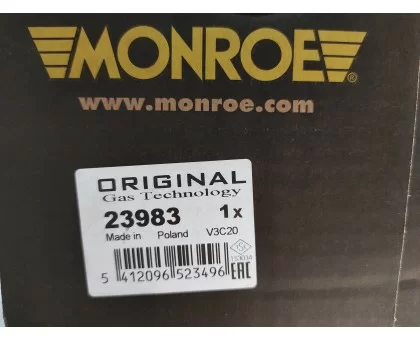 MONROE®
www.monroe.com
ORIGINAL
Gas Technology
23983 1x
Made in Poland V3C20
5 412096 523496
EAC